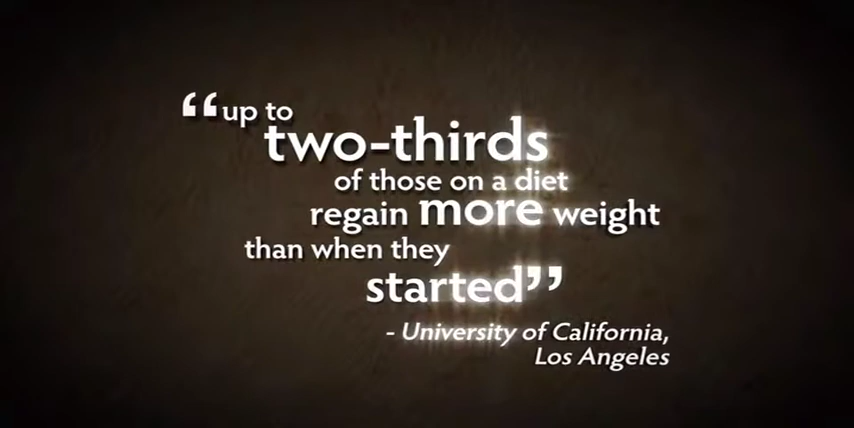 “up to
two-thirds
of those on a diet
regain more weight
than when they
started”
- University of California,
Los Angeles